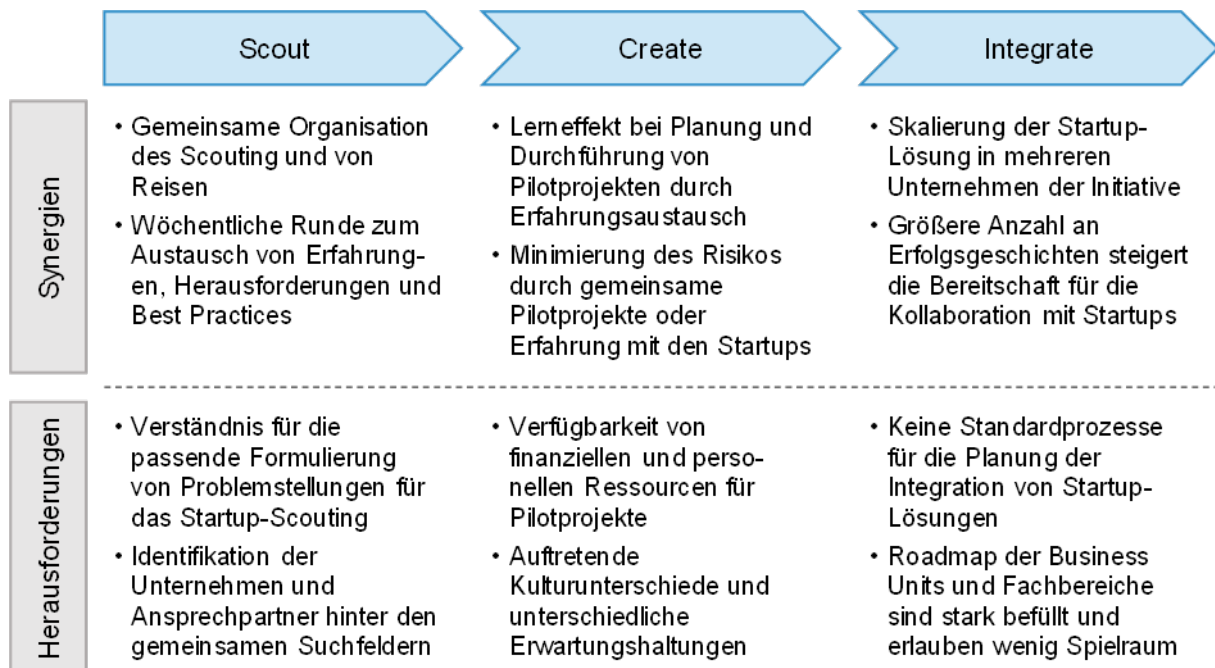 Scout
Create
Integrate
Synergien
• Gemeinsame Organisation
des Scouting und von
Reisen
• Wöchentliche Runde zum
Austausch von Erfahrung-
en, Herausforderungen und
Best Practices
• Lerneffekt bei Planung und
Durchführung von
Pilotprojekten durch
Erfahrungsaustausch
• Minimierung des Risikos
durch gemeinsame
Pilotprojekte oder
Erfahrung mit den Startups
• Skalierung der Startup-
Lösung in mehreren
Unternehmen der Initiative
• Größere Anzahl an
Erfolgsgeschichten steigert
die Bereitschaft für die
Kollaboration mit Startups
Herausforderungen
• Verständnis für die
passende Formulierung
von Problemstellungen für
das Startup-Scouting
• Identifikation der
Unternehmen und
Ansprechpartner hinter den
gemeinsamen Suchfeldern
• Verfügbarkeit von
finanziellen und perso-
nellen Ressourcen für
Pilotprojekte
• Auftretende
Kulturunterschiede und
unterschiedliche
Erwartungshaltungen
• Keine Standardprozesse
für die Planung der
Integration von Startup-
Lösungen
• Roadmap der Business
Units und Fachbereiche
sind stark befüllt und
erlauben wenig Spielraum